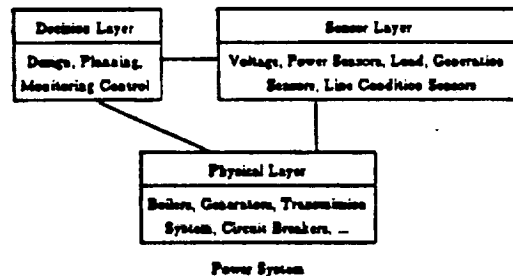 Decision Layer
Design, Planning,
Monitoring Control
Sensor Layer
Voltage, Power Sensors, Load, Generation
Sensors, Line Condition Sensors
Physical Layer
Boilers, Generators, Transmission
System, Circuit Breakers, ...
Power System